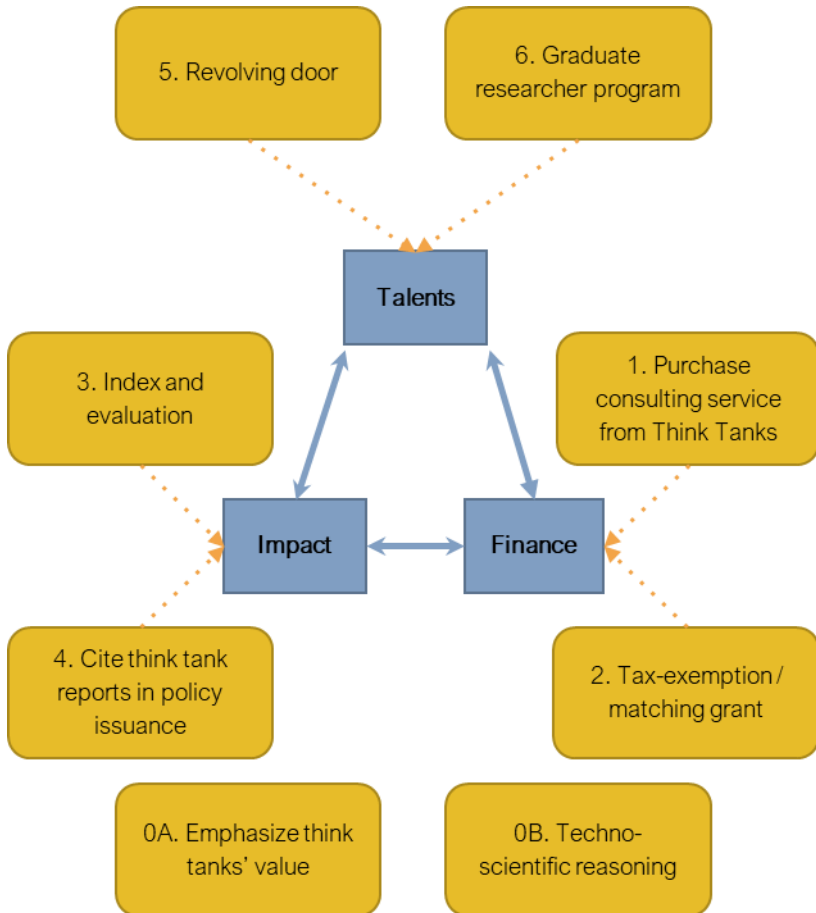 5. Revolving door
6. Graduate
researcher program
Talents
3. Index and
evaluation
1. Purchase
consulting service
from Think Tanks
Impact
Finance
4. Cite think tank
reports in policy
issuance
2. Tax-exemption /
matching grant
0A. Emphasize think
tanks’ value
0B. Techno-
scientific reasoning